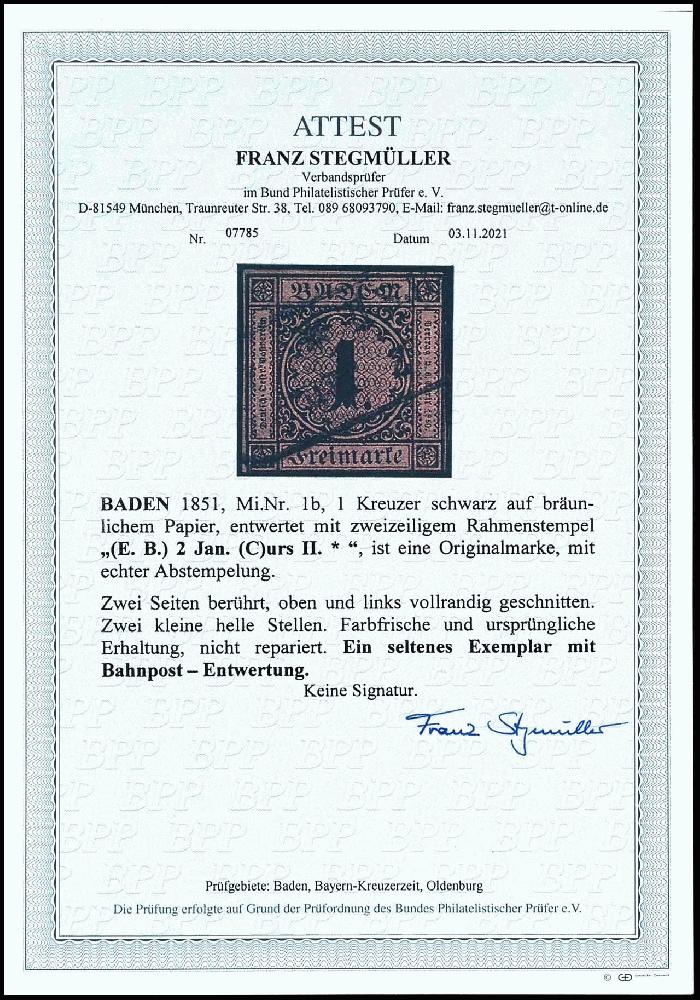 ATTEST
FRANZ STEGMÜLLER
Verbandsprüfer
im Bund Philatelistischer Prüfer e. V.
D-81549 München, Traunreuter Str. 38, Tel. 089 68093790, E-Mail: franz.stegmueller@t-online.de
Nr. 07785 Datum 03.11.2021
BADEN.
1
Freimarke
BADEN 1851, Mi.Nr. 1b, 1 Kreuzer schwarz auf bräun-
lichem Papier, entwertet mit zweizeiligem Rahmenstempel
„(E. B.) 2 Jan. (C)urs II. * “, ist eine Originalmarke, mit
echter Abstempelung.
Zwei Seiten berührt, oben und links vollrandig geschnitten.
Zwei kleine helle Stellen. Farbfrische und ursprüngliche
Erhaltung, nicht repariert. Ein seltenes Exemplar mit
Bahnpost – Entwertung.
Keine Signatur.
Franz Stegmüller
Prüfgebiete: Baden, Bayern-Kreuzerzeit, Oldenburg
Die Prüfung erfolgte auf Grund der Prüfordnung des Bundes Philatelistischer Prüfer e.V.